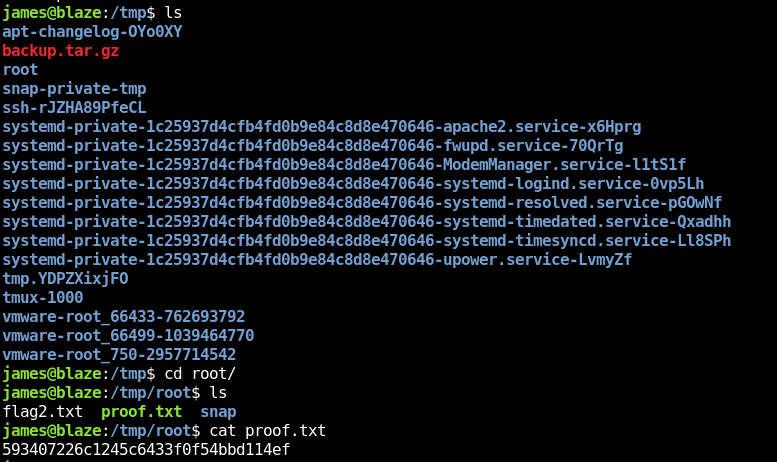 james@blaze:/tmp$ ls
apt-changelog-OYo0XY
backup.tar.gz
root
snap-private-tmp
ssh-rJZHA89PfeCL
systemd-private-1c25937d4cfb4fd0b9e84c8d8e470646-apache2.service-x6Hprg
systemd-private-1c25937d4cfb4fd0b9e84c8d8e470646-fwupd.service-70QrTg
systemd-private-1c25937d4cfb4fd0b9e84c8d8e470646-ModemManager.service-l1tS1f
systemd-private-1c25937d4cfb4fd0b9e84c8d8e470646-systemd-logind.service-0vp5Lh
systemd-private-1c25937d4cfb4fd0b9e84c8d8e470646-systemd-resolved.service-pGOwNf
systemd-private-1c25937d4cfb4fd0b9e84c8d8e470646-systemd-timedated.service-Qxadhh
systemd-private-1c25937d4cfb4fd0b9e84c8d8e470646-systemd-timesyncd.service-Ll8SPh
systemd-private-1c25937d4cfb4fd0b9e84c8d8e470646-upower.service-LvmyZf
tmp.YDPZXixjFO
tmux-1000
vmware-root_66433-762693792
vmware-root_66499-1039464770
vmware-root_750-2957714542
james@blaze:/tmp$ cd root/
james@blaze:/tmp/root$ ls
flag2.txt  proof.txt  snap
james@blaze:/tmp/root$ cat proof.txt
593407226c1245c6433f0f54bbd114ef